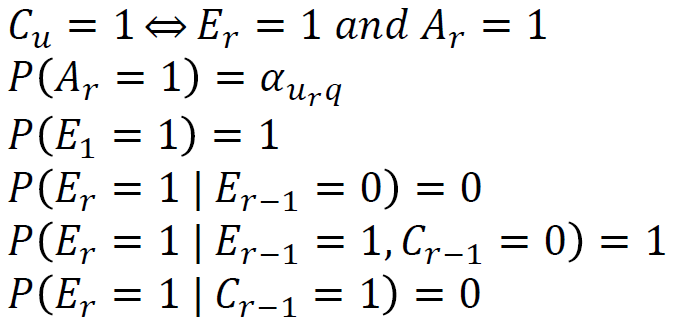 C_u = 1 ⇔ E_r = 1 and A_r = 1
P(A_r = 1) = α_{u_r q}
P(E_1 = 1) = 1
P(E_r = 1 | E_{r−1} = 0) = 0
P(E_r = 1 | E_{r−1} = 1, C_{r−1} = 0) = 1
P(E_r = 1 | C_{r−1} = 1) = 0